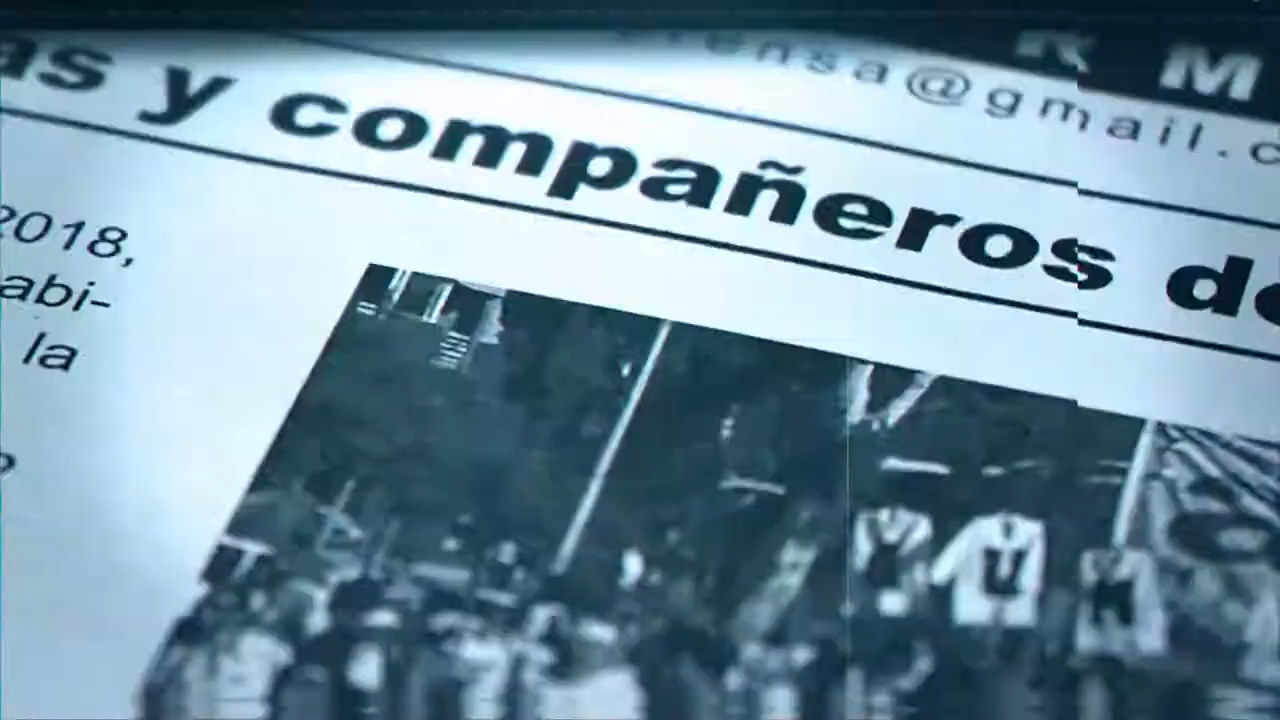 R M
ensa@gmail.c
as y compañeros de
2018,
abi-
la